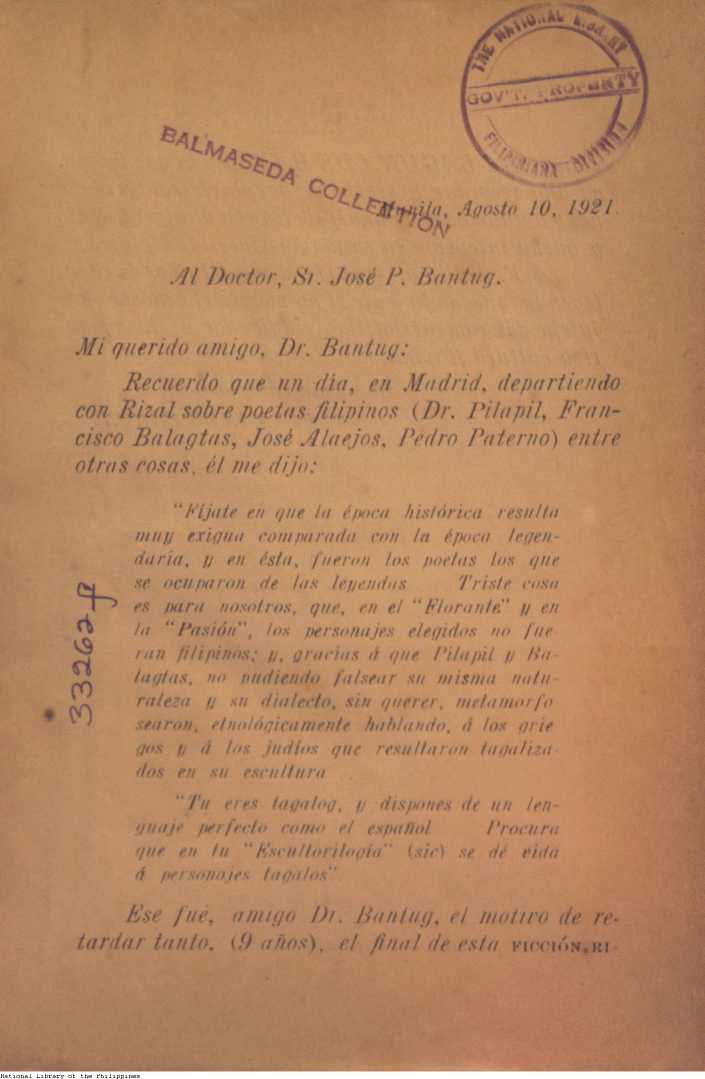 THE NATIONAL LIBRARY
GOV'T. PROPERTY
FILIPINIANA DIVISION
BALMASEDA COLLECTION
Manila, Agosto 10, 1921.
Al Doctor, Sr. José P. Bantug.
Mi querido amigo, Dr. Bantug:
Recuerdo que un día, en Madrid, departiendo
con Rizal sobre poetas filipinos (Dr. Pilapil, Fran-
cisco Balagtas, José Alaejos, Pedro Paterno) entre
otras cosas, él me dijo:
"Fíjate en que la época histórica resulta
muy exigua comparada con la época legen-
daria, y en ésta, fueron los poetas los que
se ocuparon de las leyendas Triste cosa
es para nosotros, que, en el "Florante" y en
la "Pasión", los personajes elegidos no fue-
ran filipinos; y, gracias á que Pilapil y Ba-
lagtas, no pudiendo falsear su misma natu-
raleza y su dialecto, sin querer, metamorfo
searon, etnológicamente hablando, á los grie
gos y á los judíos que resultaron tagaliza-
dos en su escultura
"Tu eres tagalog, y dispones de un len-
guaje perfecto como el español Procura
que en tu "Escultorilogía" (sic) se dé vida
á personajes tagalos"
Ese fué, amigo Dr. Bantug, el motivo de re-
tardar tanto, (9 años), el final de esta FICCIÓN, RI-
33262-F
National Library of the Philippines